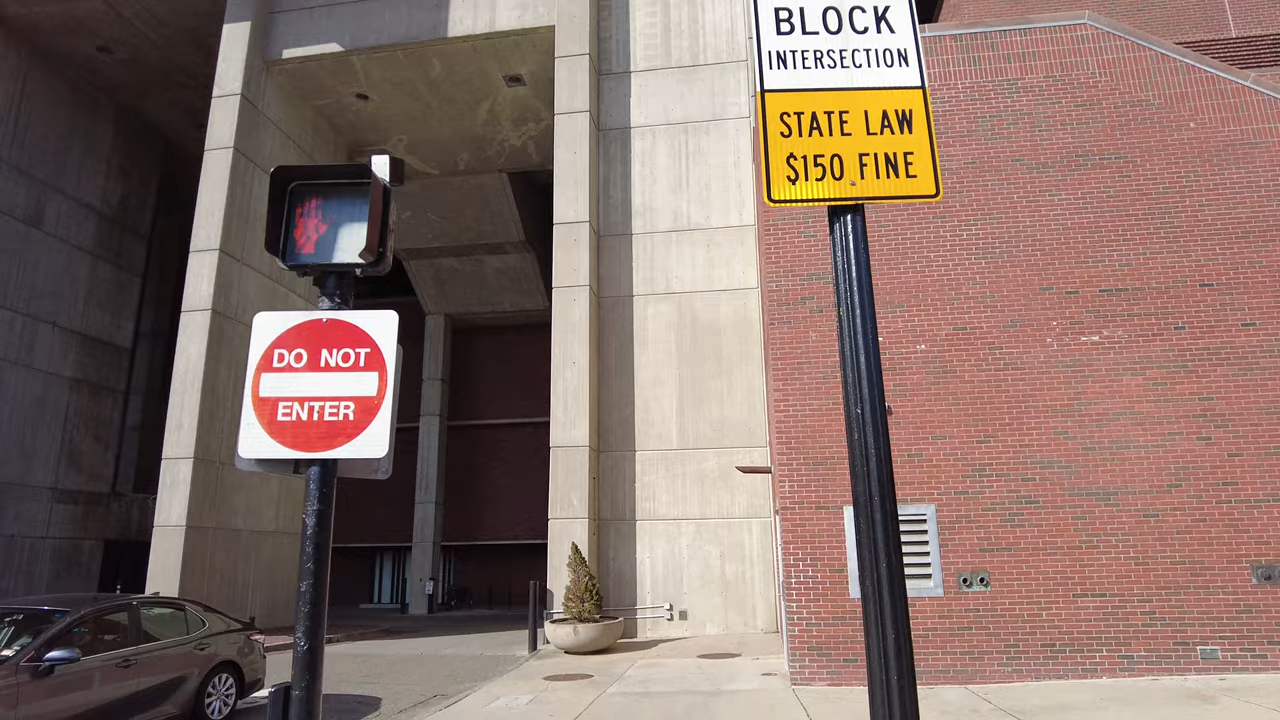 BLOCK
INTERSECTION
STATE LAW
$150 FINE
DO NOT
ENTER